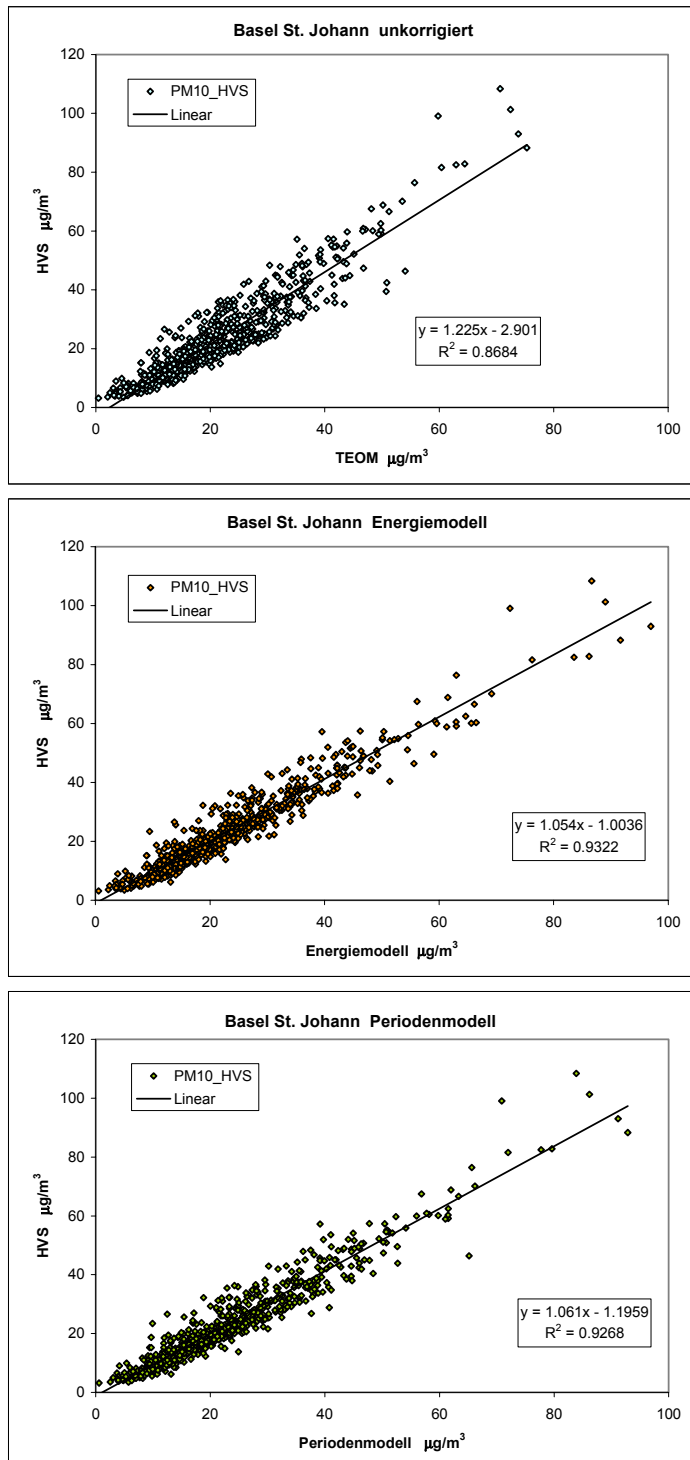 Basel St. Johann unkorrigiert
120
100
80
60
40
20
0
HVS µg/m³
PM10_HVS
Linear
y = 1.225x - 2.901
R² = 0.8684
0 20 40 60 80 100
TEOM µg/m³
Basel St. Johann Energiemodell
120
100
80
60
40
20
0
HVS µg/m³
PM10_HVS
Linear
y = 1.054x - 1.0036
R² = 0.9322
0 20 40 60 80 100
Energiemodell µg/m³
Basel St. Johann Periodenmodell
120
100
80
60
40
20
0
HVS µg/m³
PM10_HVS
Linear
y = 1.061x - 1.1959
R² = 0.9268
0 20 40 60 80 100
Periodenmodell µg/m³